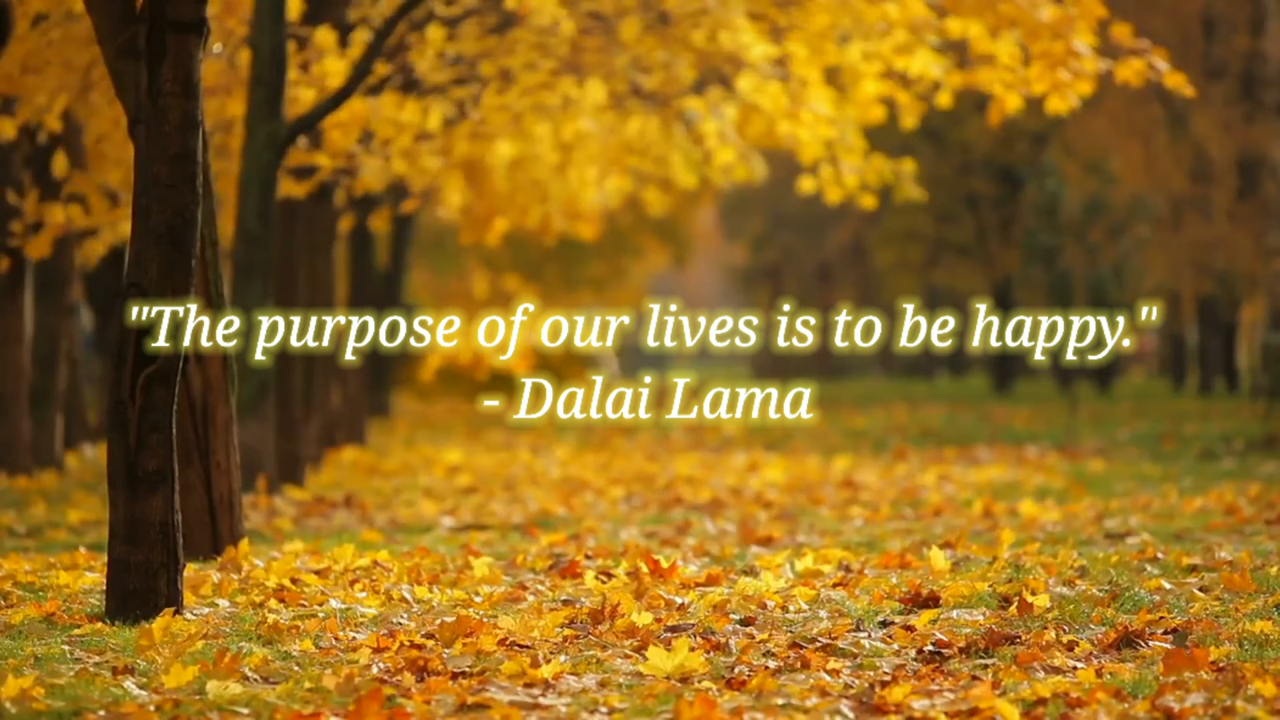 "The purpose of our lives is to be happy."
- Dalai Lama